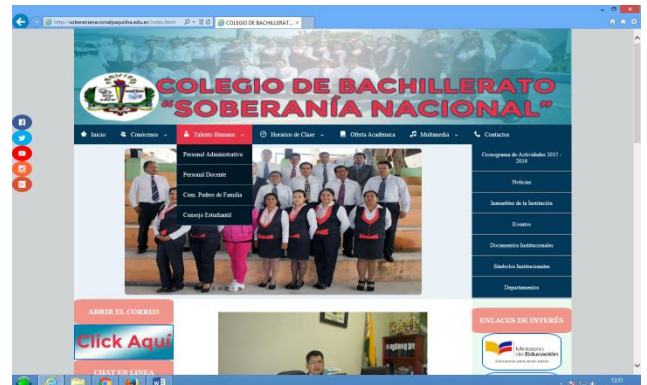 http://soberanianacionalpaquisha.edu.ec/index.html
COLEGIO DE BACHILLERAT...
COLEGIO DE BACHILLERATO
"SOBERANÍA NACIONAL"
Inicio
Conócenos
Talento Humano
Horarios de Clase
Oferta Académica
Multimedia
Contactos
Personal Administrativo
Personal Docente
Com. Padres de Familia
Consejo Estudiantil
Cronograma de Actividades 2015 -
2016
Noticias
Inmuebles de la Institución
Eventos
Documentos Institucionales
Símbolos Institucionales
Departamentos
ABRIR EL CORREO
Click Aquí
CHAT EN LINEA
ENLACES DE INTERÉS
Ministerio
de Educación
12:51